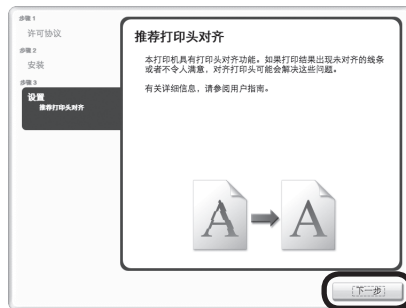 步骤 1
许可协议
步骤 2
安装
步骤 3
设置
推荐打印头对齐
推荐打印头对齐
本打印机具有打印头对齐功能。如果打印结果出现未对齐的线条
或者不令人满意，对齐打印头可能会解决这些问题。
有关详细信息，请参阅用户指南。
A
A
下一步